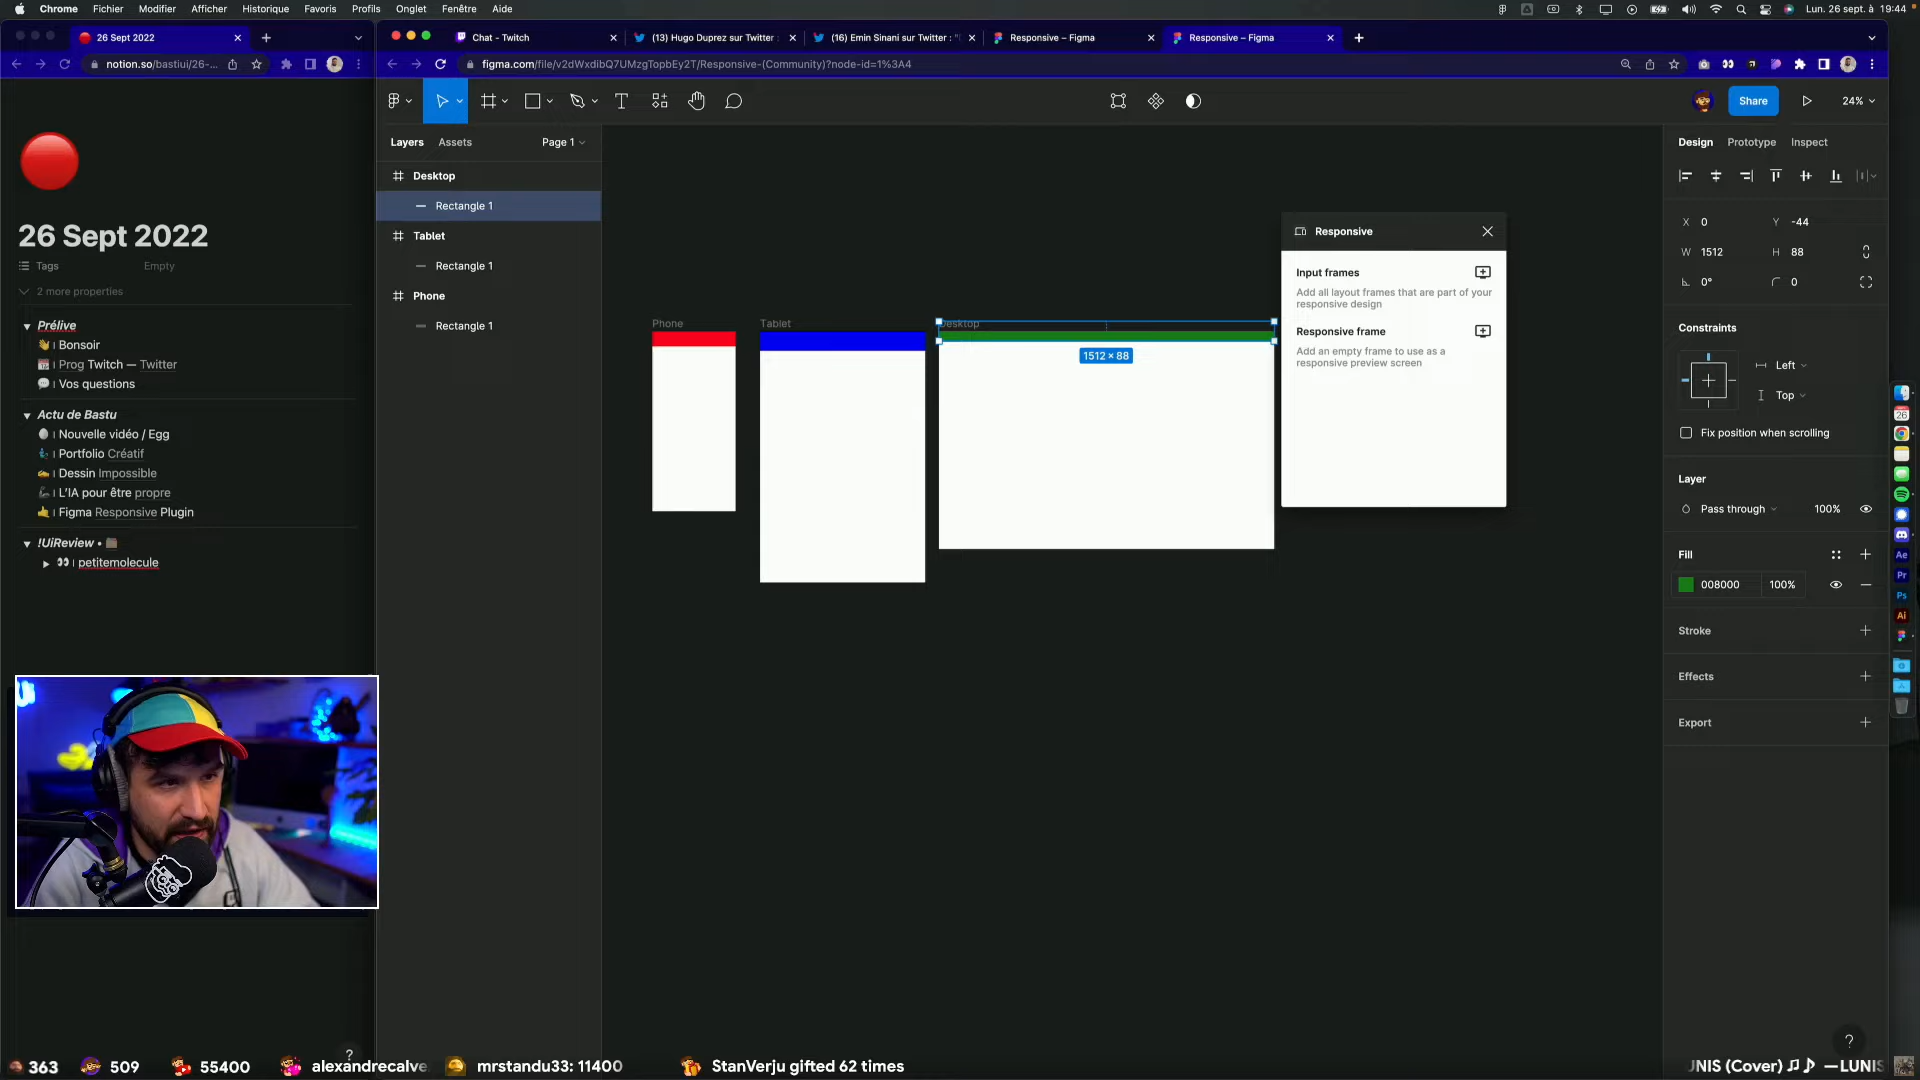 Chrome Fichier Modifier Afficher Historique Favoris Profils Onglet Fenêtre Aide
Lun. 26 sept. à 19:44
26 Sept 2022
Chat - Twitch
(13) Hugo Duprez sur Twitter :
(16) Emin Sinani sur Twitter : "
Responsive – Figma
Responsive – Figma
notion.so/bastiui/26-...
figma.com/file/v2dWxdibQ7UMzgTopbEy2T/Responsive-(Community)?node-id=1%3A4
Share
24%
Layers Assets Page 1
Desktop
Rectangle 1
Tablet
Rectangle 1
Phone
Rectangle 1
26 Sept 2022
Tags Empty
2 more properties
Prélive
Bonsoir
Prog Twitch — Twitter
Vos questions
Actu de Bastu
Nouvelle vidéo / Egg
Portfolio Créatif
Dessin Impossible
L'IA pour être propre
Figma Responsive Plugin
!UiReview •
petitemolecule
Phone
Tablet
Desktop
1512 × 88
Responsive
Input frames
Add all layout frames that are part of your
responsive design
Responsive frame
Add an empty frame to use as a
responsive preview screen
Design Prototype Inspect
X 0 Y -44
W 1512 H 88
0° 0
Constraints
Left
Top
Fix position when scrolling
Layer
Pass through 100%
Fill
008000 100%
Stroke
Effects
Export
26
Ae
Pr
Ps
Ai
?
?
363
509
55400
alexandrecalve
mrstandu33: 11400
StanVerju gifted 62 times
JNIS (Cover) ♫♪ —LUNIS